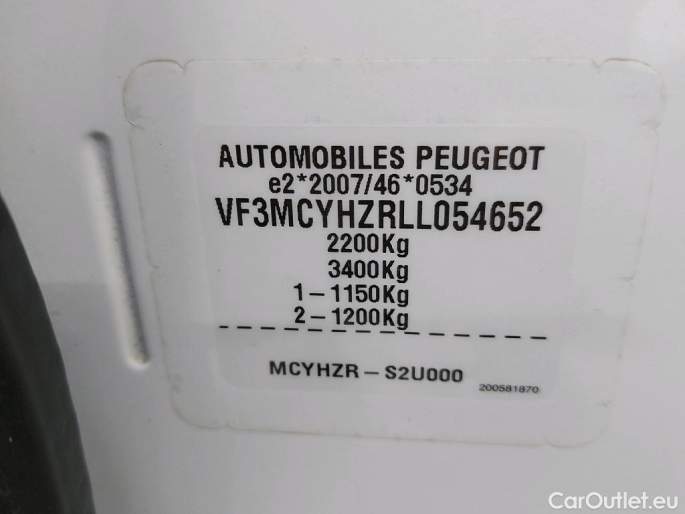 AUTOMOBILES PEUGEOT
e2*2007/46*0534
VF3MCYHZRLL054652
2200Kg
3400Kg
1-1150Kg
2-1200Kg
MCYHZR-S2U000
200581870
CarOutlet.eu